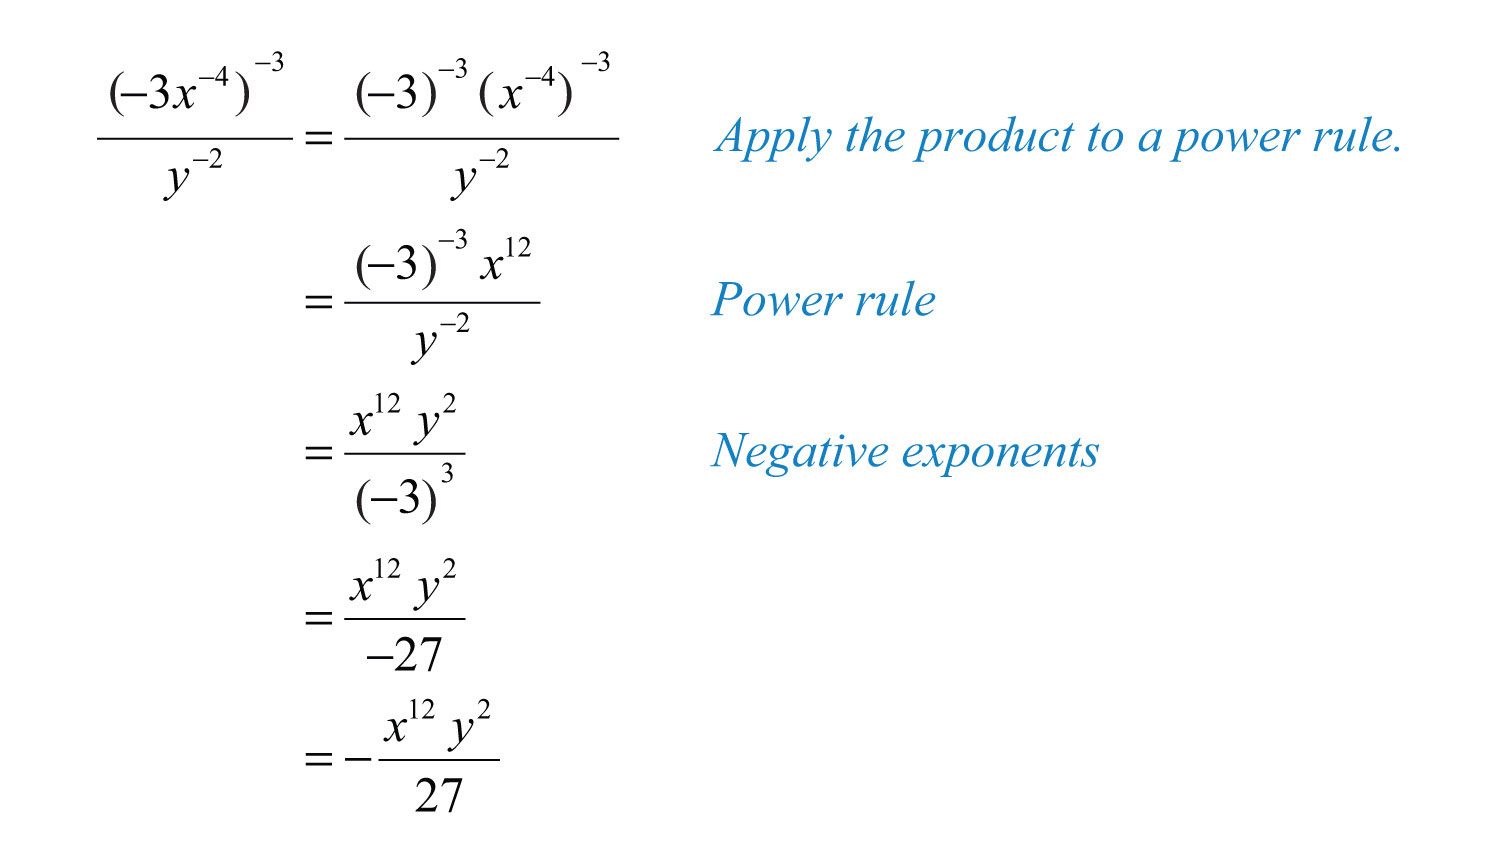 \frac{(-3x^{-4})^{-3}}{y^{-2}} = \frac{(-3)^{-3}(x^{-4})^{-3}}{y^{-2}} Apply the product to a power rule.
= \frac{(-3)^{-3} x^{12}}{y^{-2}} Power rule
= \frac{x^{12} y^{2}}{(-3)^{3}} Negative exponents
= \frac{x^{12} y^{2}}{-27}
= -\frac{x^{12} y^{2}}{27}